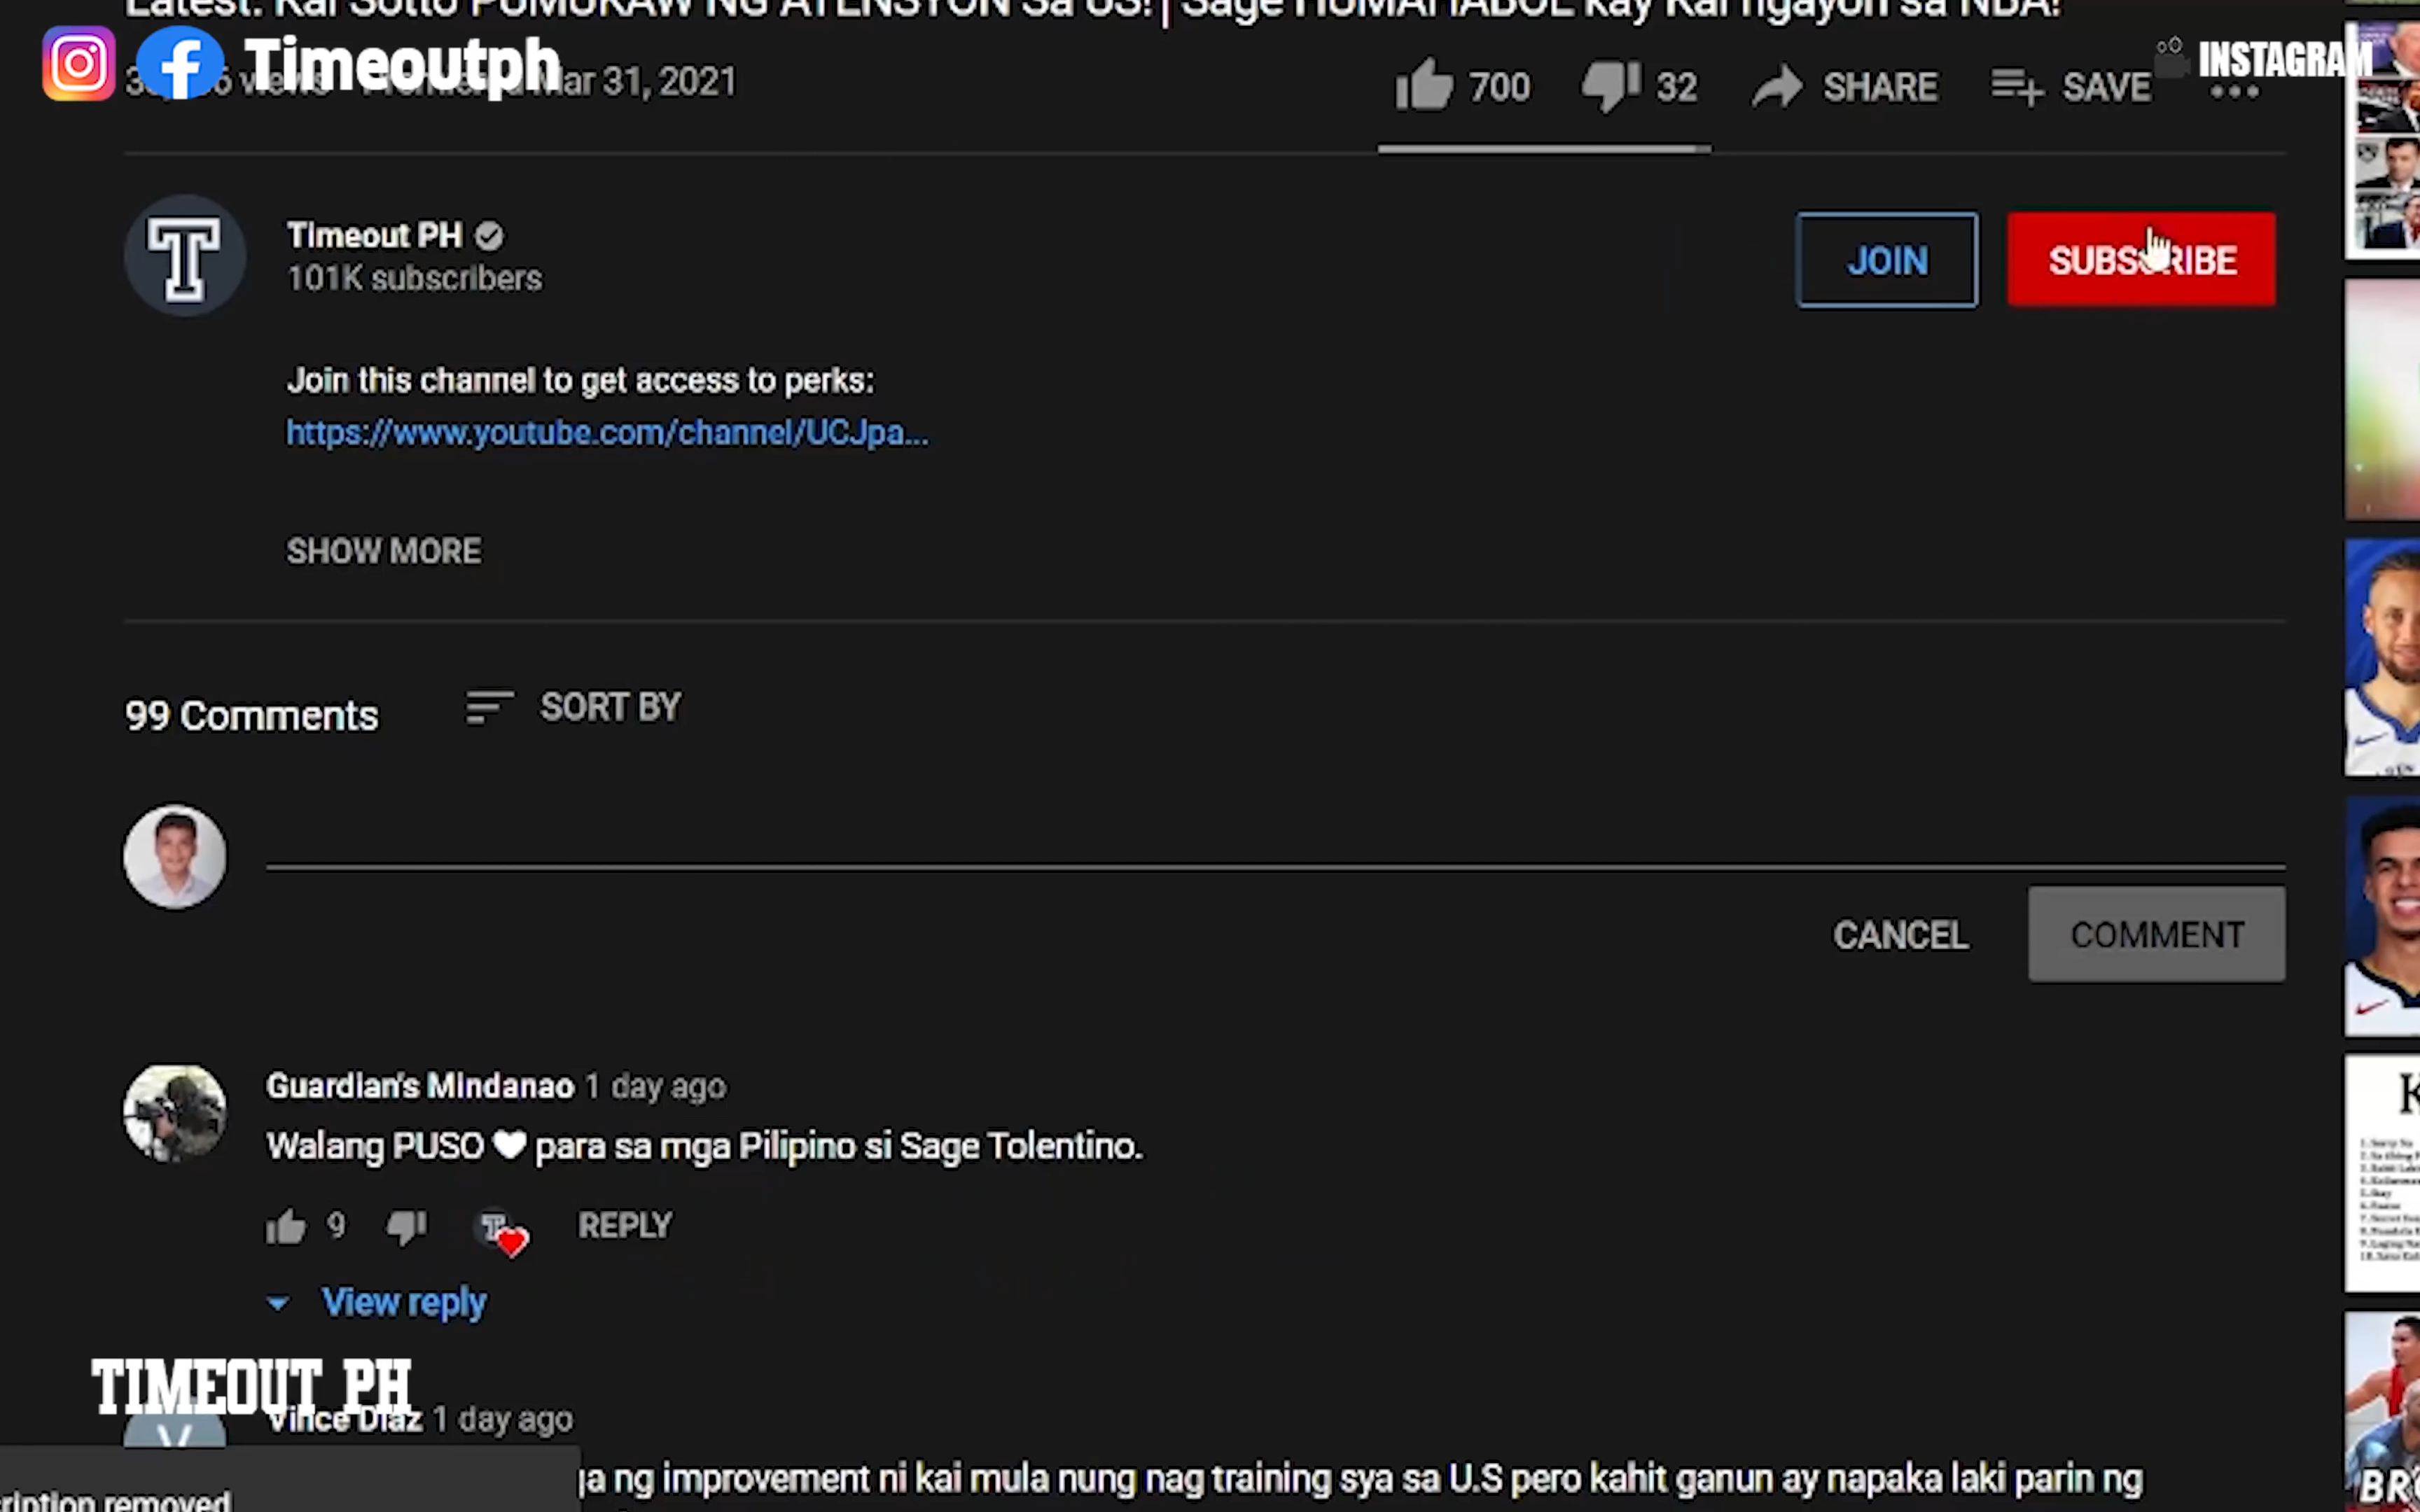 Latest: Kai Sotto PUMUKAW NG ATENSYON Sa US! | Sage HUMAHABOL kay Kai ngayon sa NBA!
Timeoutph
INSTAGRAM
views
Mar 31, 2021
700
32
SHARE
SAVE
T
Timeout PH
101K subscribers
JOIN
SUBSCRIBE
Join this channel to get access to perks:
https://www.youtube.com/channel/UCJpa...
SHOW MORE
99 Comments
SORT BY
CANCEL
COMMENT
Guardian's Mindanao 1 day ago
Walang PUSO 🤍 para sa mga Pilipino si Sage Tolentino.
9
REPLY
View reply
TIMEOUT PH
Vince Diaz 1 day ago
ng improvement ni kai mula nung nag training sya sa U.S pero kahit ganun ay napaka laki parin ng
removed